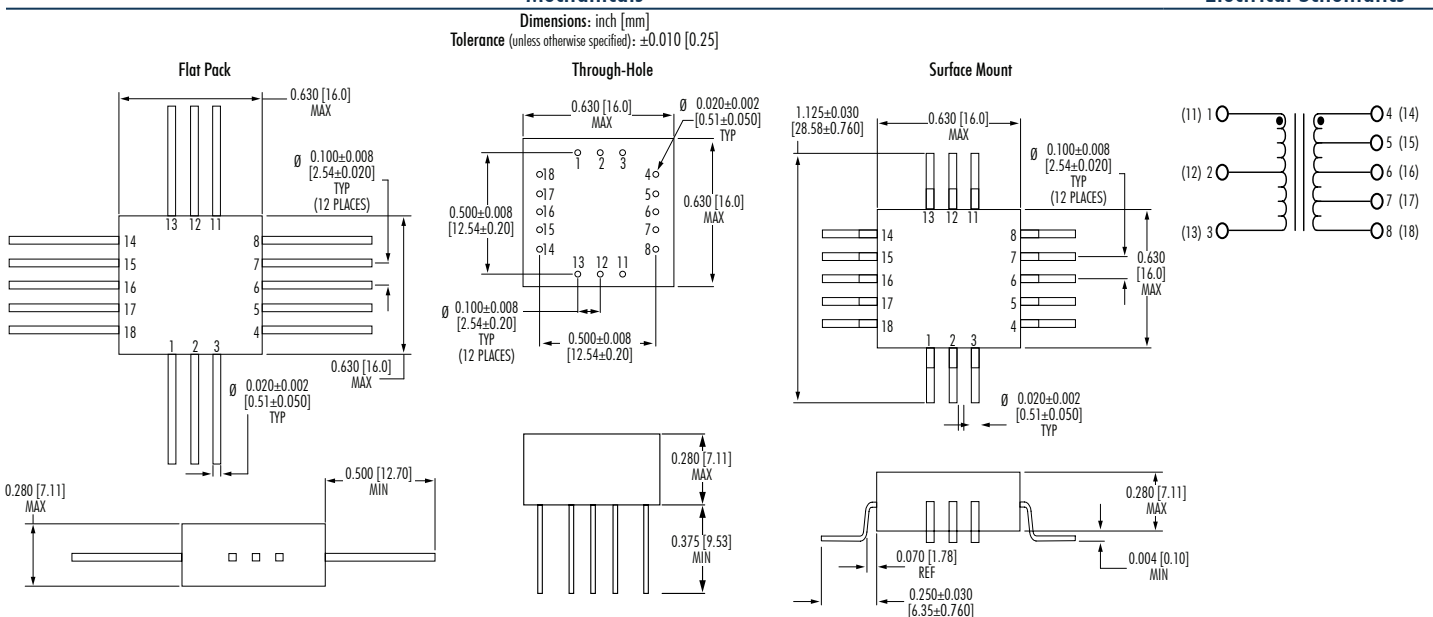 Mechanicals
Electrical Schematics
Dimensions: inch [mm]
Tolerance (unless otherwise specified): ±0.010 [0.25]
Flat Pack
0.630 [16.0]
MAX
Ø 0.100±0.008
[2.54±0.020]
TYP
(12 PLACES)
13 12 11
14
15
16
17
18
8
7
6
5
4
1 2 3
0.630 [16.0]
MAX
Ø 0.020±0.002
[0.51±0.050]
TYP
0.280 [7.11]
MAX
0.500 [12.70]
MIN
Through-Hole
0.630 [16.0]
MAX
Ø 0.020±0.002
[0.51±0.050]
TYP
1 2 3
18
17
16
15
14
4
5
6
7
8
13 12 11
0.500±0.008
[12.54±0.20]
0.630 [16.0]
MAX
Ø 0.100±0.008
[2.54±0.20]
TYP
(12 PLACES)
0.500±0.008
[12.54±0.20]
0.280 [7.11]
MAX
0.375 [9.53]
MIN
Surface Mount
1.125±0.030
[28.58±0.760]
0.630 [16.0]
MAX
Ø 0.100±0.008
[2.54±0.020]
TYP
(12 PLACES)
13 12 11
14
15
16
17
18
8
7
6
5
4
1 2 3
0.630
[16.0]
MAX
Ø 0.020±0.002
[0.51±0.050]
TYP
0.280 [7.11]
MAX
0.070 [1.78]
REF
0.004 [0.10]
MIN
0.250±0.030
[6.35±0.760]
(11) 1
(12) 2
(13) 3
4 (14)
5 (15)
6 (16)
7 (17)
8 (18)